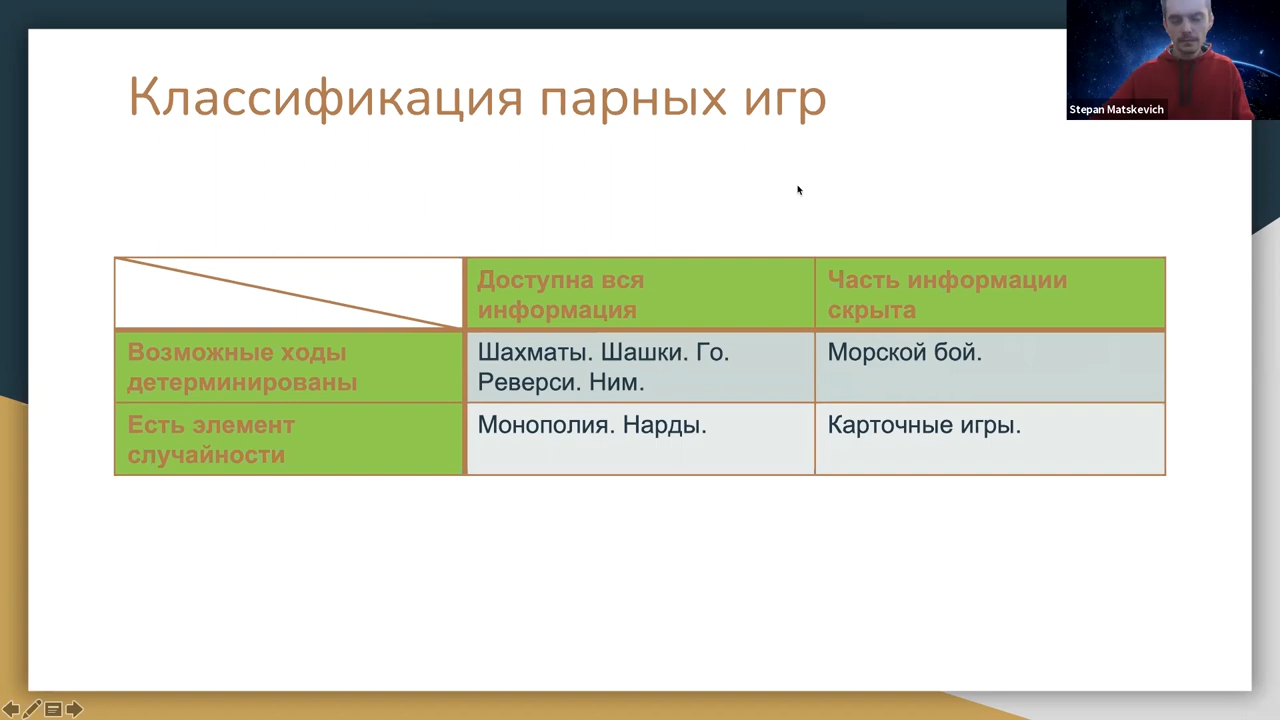 Классификация парных игр
Stepan Matskevich
Доступна вся
информация
Часть информации
скрыта
Возможные ходы
детерминированы
Шахматы. Шашки. Го.
Реверси. Ним.
Морской бой.
Есть элемент
случайности
Монополия. Нарды.
Карточные игры.